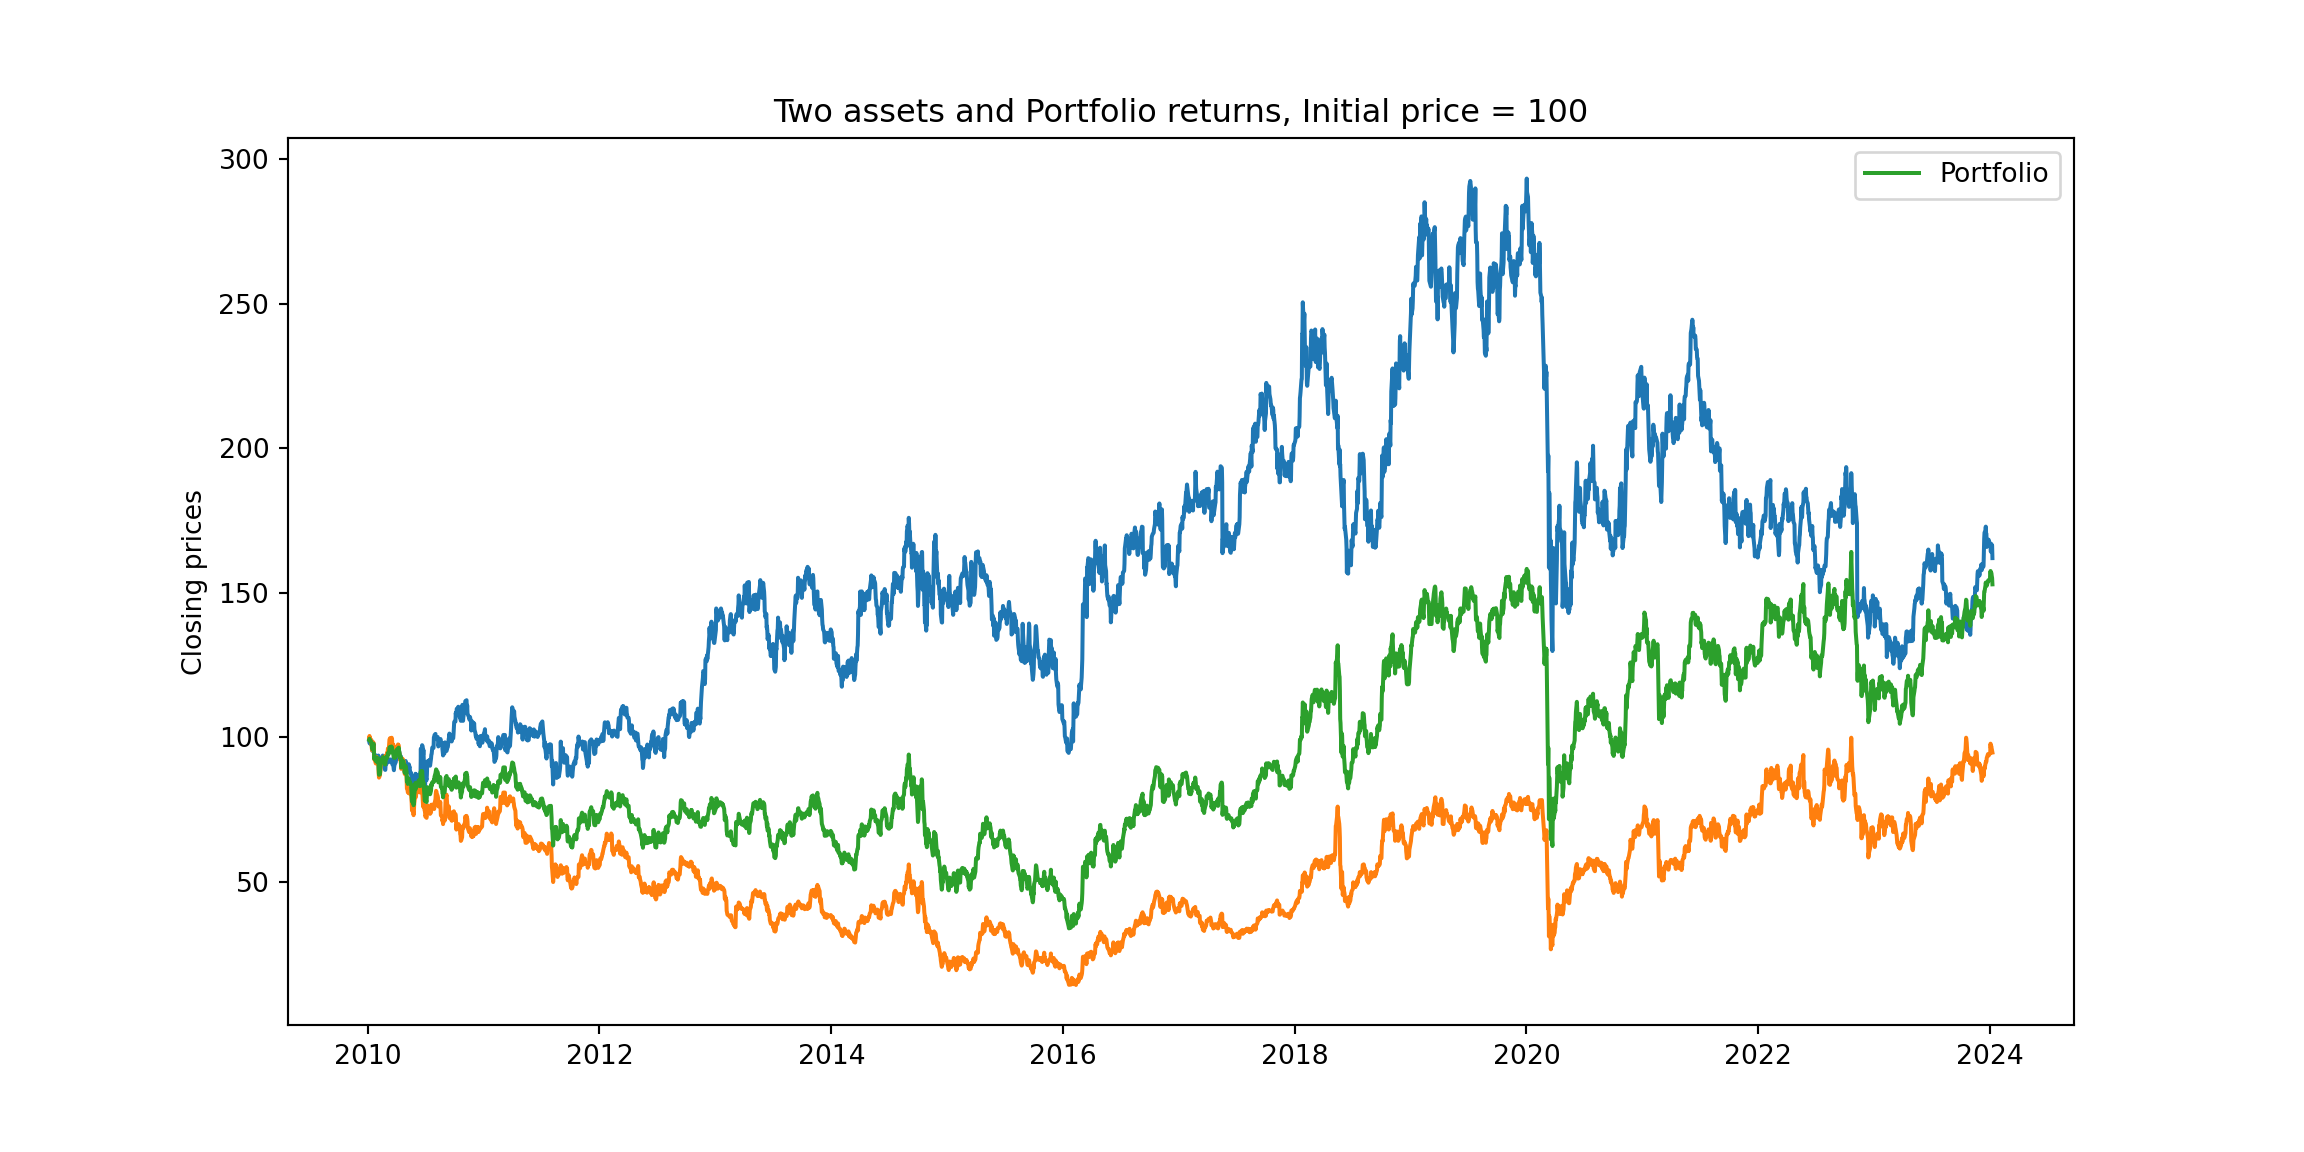 Two assets and Portfolio returns, Initial price = 100
Portfolio
Closing prices
300
250
200
150
100
50
2010 2012 2014 2016 2018 2020 2022 2024